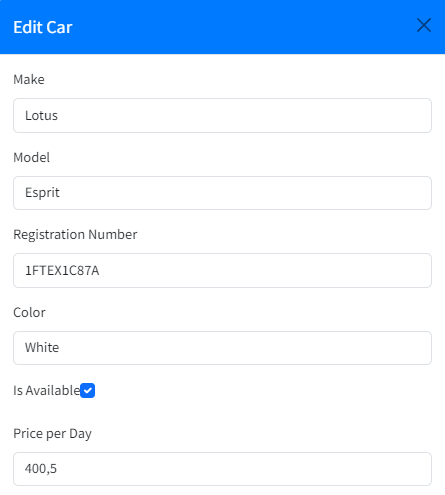 Edit Car
Make
Lotus
Model
Esprit
Registration Number
1FTEX1C87A
Color
White
Is Available
Price per Day
400,5